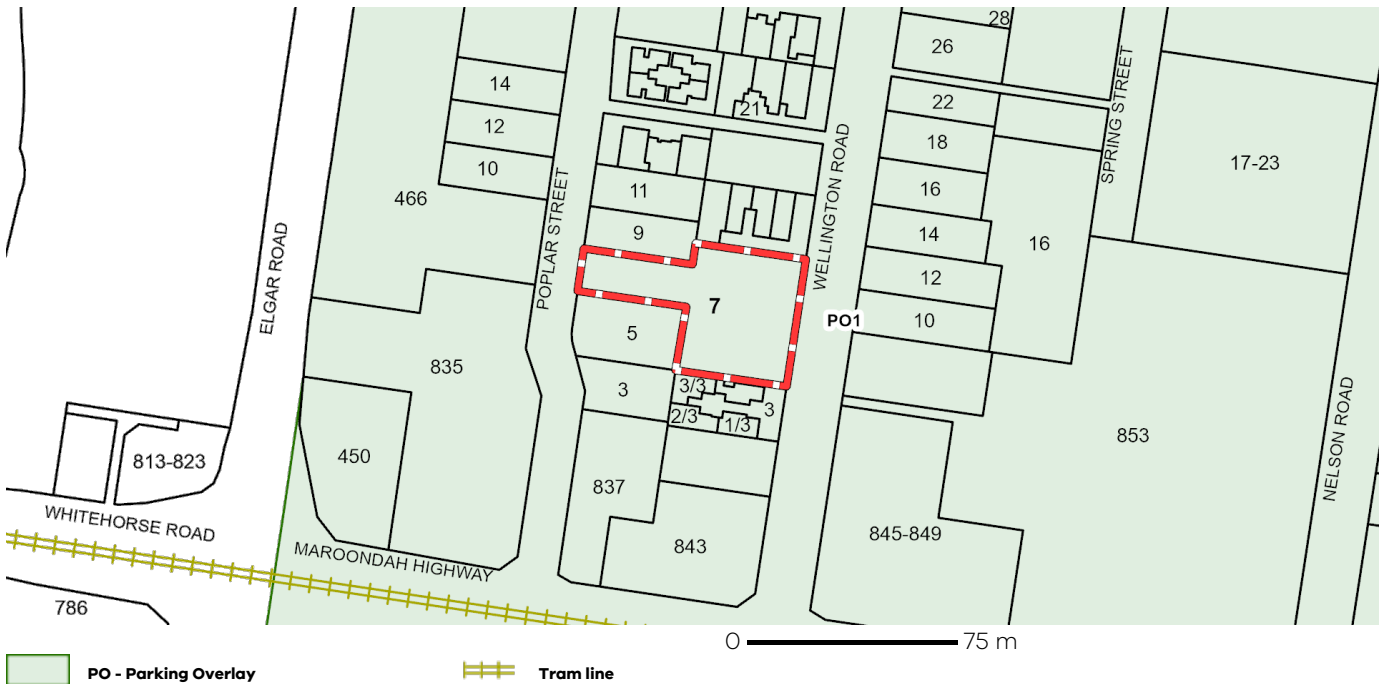 28
26
14
22
21
12
18
17-23
10
11
16
466
14
9
16
12
7
10
PO1
5
835
3
3/3
3
2/3
1/3
853
450
813-823
837
845-849
843
786
ELGAR ROAD
POPLAR STREET
WELLINGTON ROAD
SPRING STREET
NELSON ROAD
WHITEHORSE ROAD
MAROONDAH HIGHWAY
0 75 m
PO - Parking Overlay
Tram line